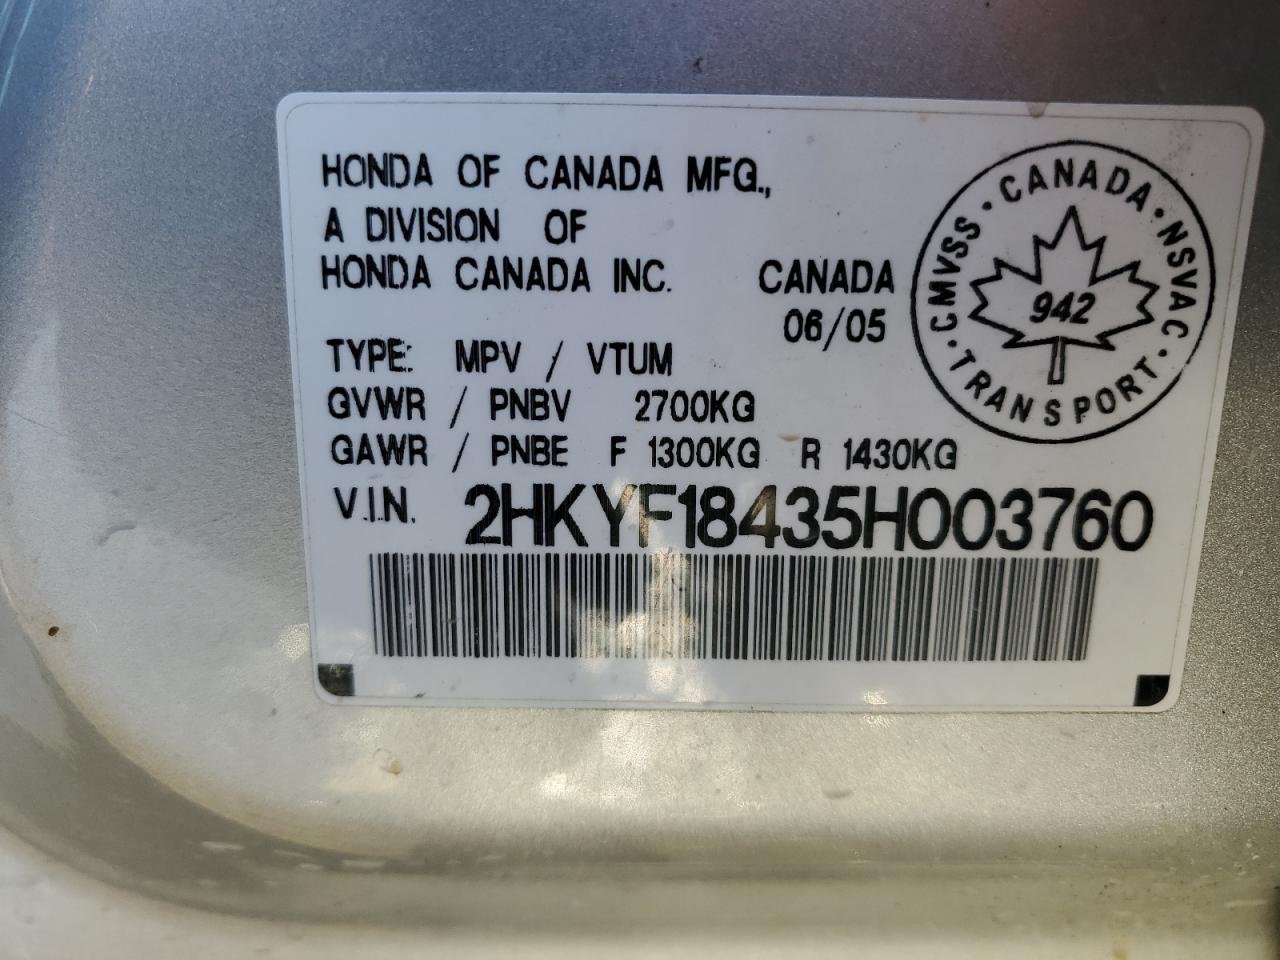 HONDA OF CANADA MFG.,
A DIVISION OF
HONDA CANADA INC. CANADA
06/05
TYPE: MPV / VTUM
GVWR / PNBV 2700KG
GAWR / PNBE F 1300KG R 1430KG
V.I.N. 2HKYF18435H003760
CMVSS · CANADA · NSVAC · TRANSPORT ·
942